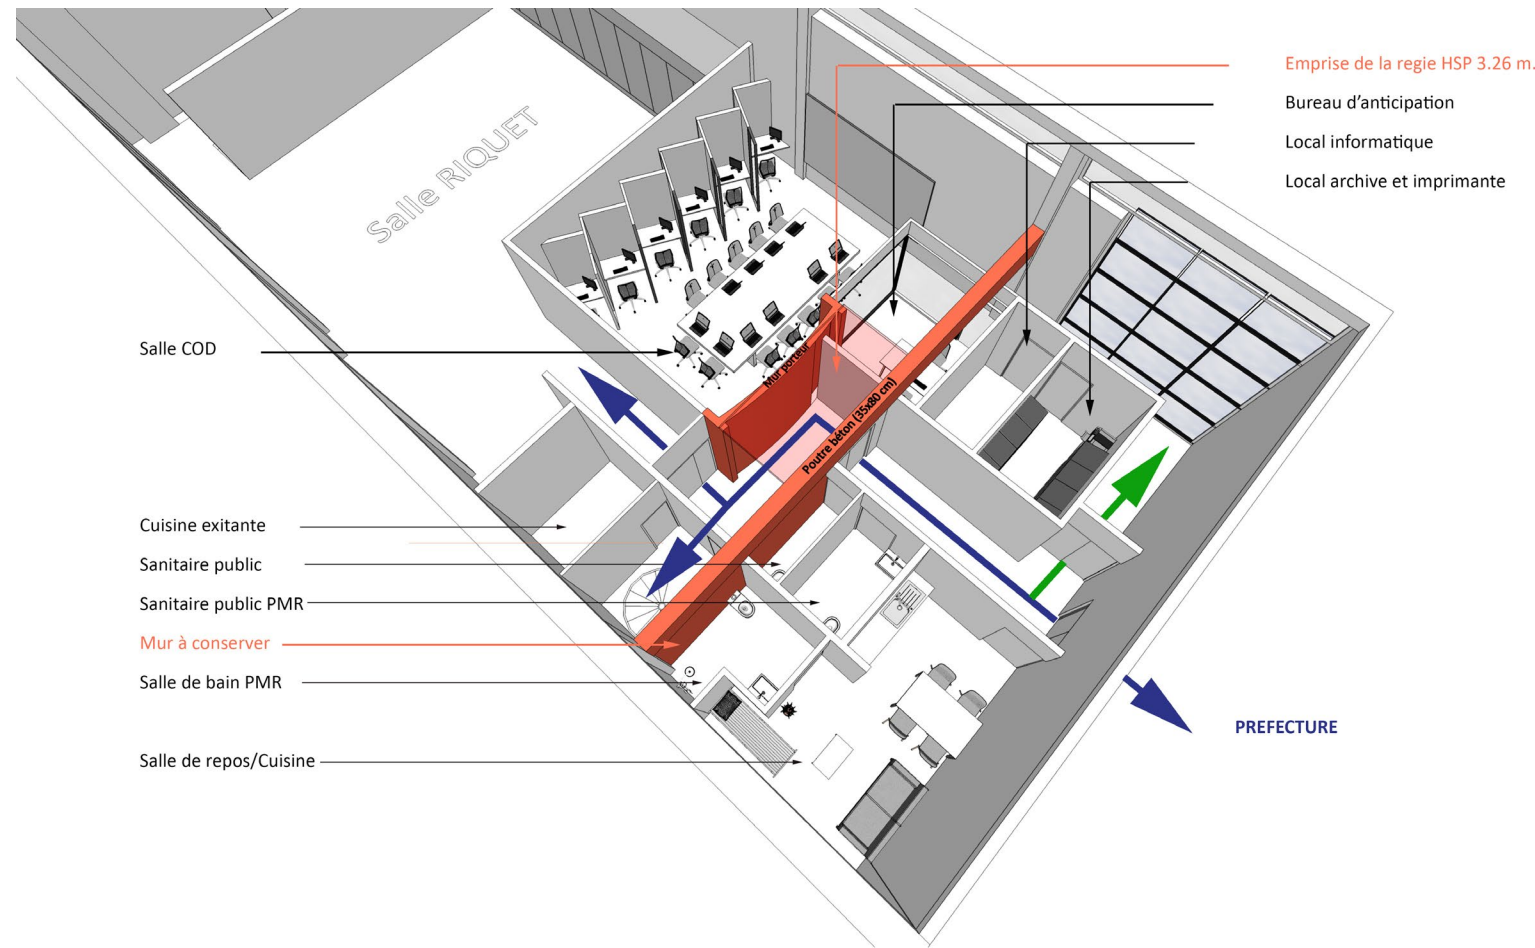 Emprise de la regie HSP 3.26 m.
Bureau d'anticipation
Local informatique
Local archive et imprimante
Salle RIQUET
Salle COD
Mur porteur
Poutre béton (35x80 cm)
Cuisine exitante
Sanitaire public
Sanitaire public PMR
Mur à conserver
Salle de bain PMR
Salle de repos/Cuisine
PREFECTURE